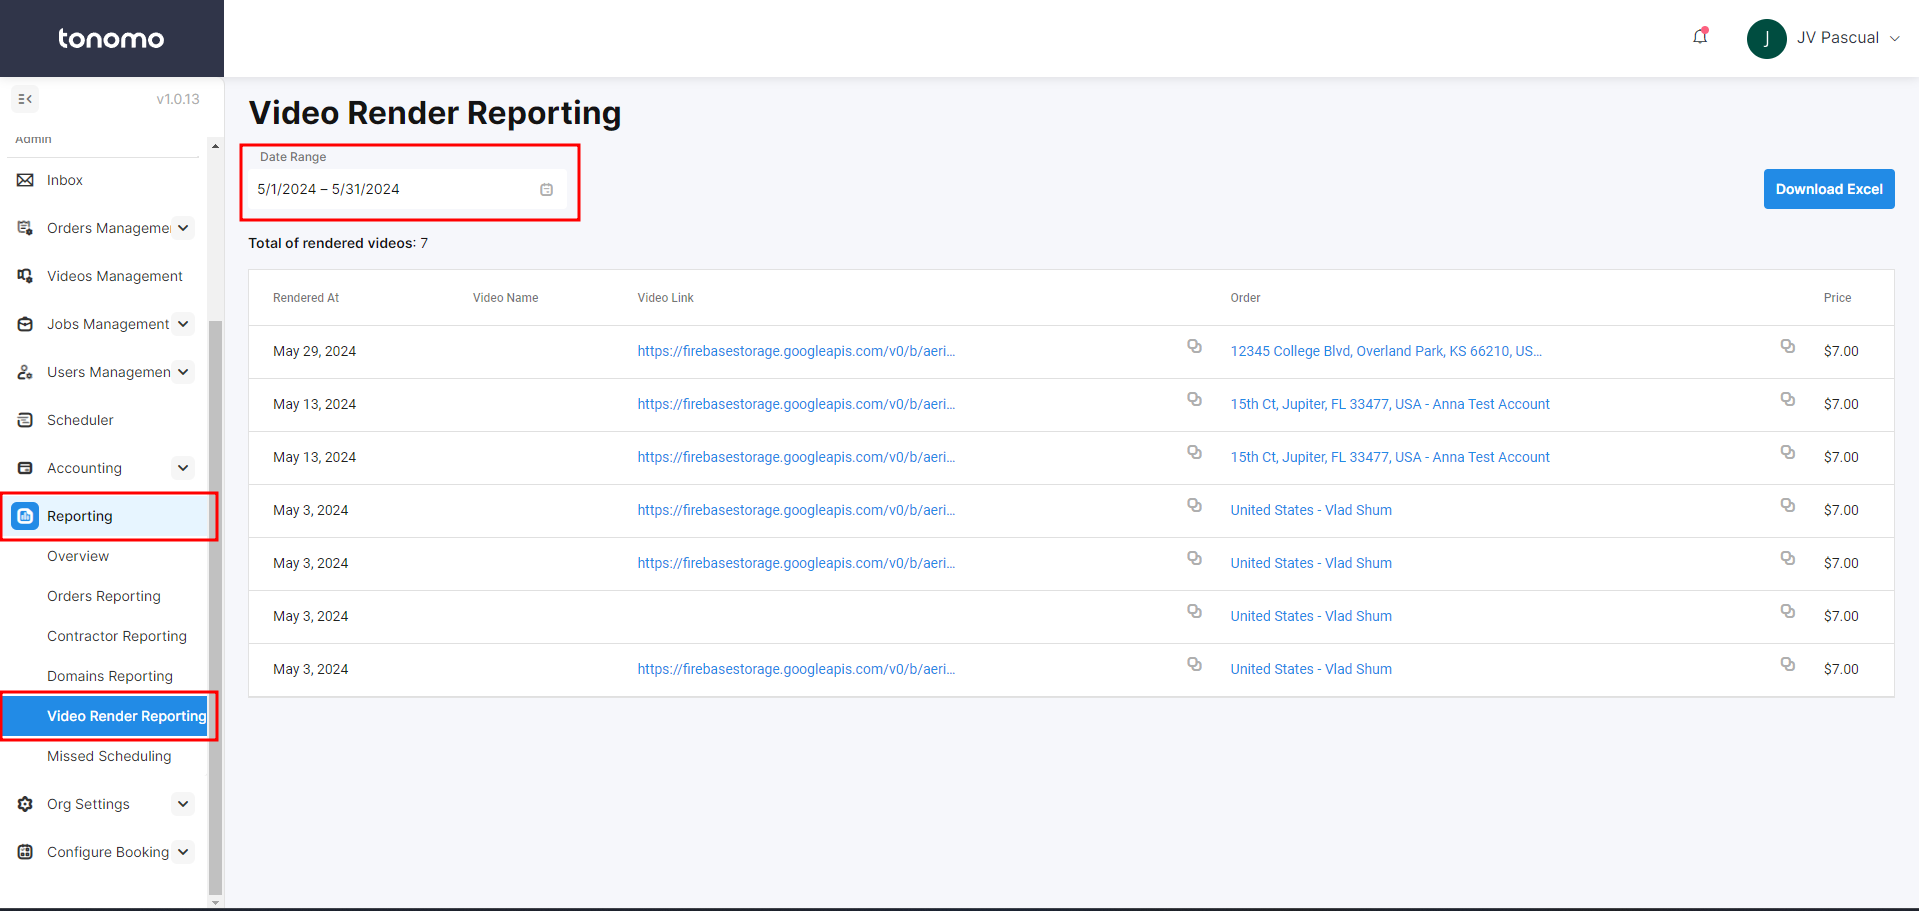 tonomo
J
JV Pascual
v1.0.13
Admin
Inbox
Orders Manageme
Videos Management
Jobs Management
Users Managemen
Scheduler
Accounting
Reporting
Overview
Orders Reporting
Contractor Reporting
Domains Reporting
Video Render Reporting
Missed Scheduling
Org Settings
Configure Booking
Video Render Reporting
Date Range
5/1/2024 – 5/31/2024
Download Excel
Total of rendered videos: 7
Rendered At Video Name Video Link Order Price
May 29, 2024 https://firebasestorage.googleapis.com/v0/b/aeri... 12345 College Blvd, Overland Park, KS 66210, US... $7.00
May 13, 2024 https://firebasestorage.googleapis.com/v0/b/aeri... 15th Ct, Jupiter, FL 33477, USA - Anna Test Account $7.00
May 13, 2024 https://firebasestorage.googleapis.com/v0/b/aeri... 15th Ct, Jupiter, FL 33477, USA - Anna Test Account $7.00
May 3, 2024 https://firebasestorage.googleapis.com/v0/b/aeri... United States - Vlad Shum $7.00
May 3, 2024 https://firebasestorage.googleapis.com/v0/b/aeri... United States - Vlad Shum $7.00
May 3, 2024 United States - Vlad Shum $7.00
May 3, 2024 https://firebasestorage.googleapis.com/v0/b/aeri... United States - Vlad Shum $7.00